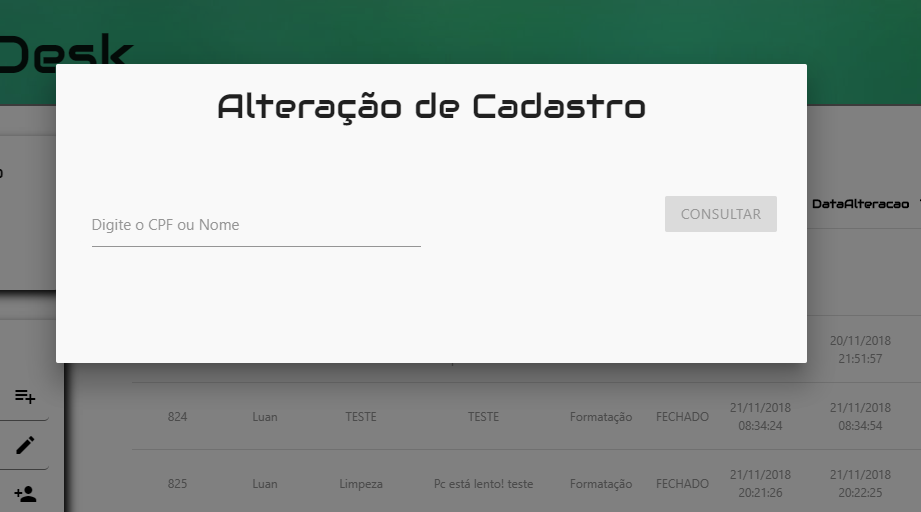 Desk
Alteração de Cadastro
Digite o CPF ou Nome
CONSULTAR
DataAlteracao
20/11/2018
21:51:57
824 Luan TESTE TESTE Formatação FECHADO 21/11/2018 08:34:24 21/11/2018 08:34:54
825 Luan Limpeza Pc está lento! teste Formatação FECHADO 21/11/2018 20:21:26 21/11/2018 20:22:25